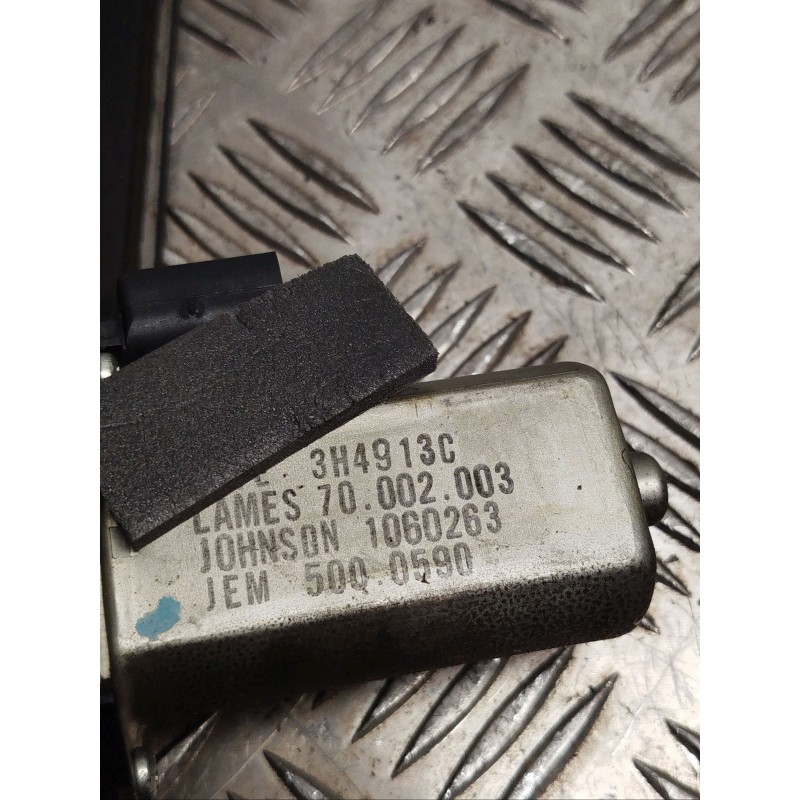 3H4913C
LAMES 70.002.003
JOHNSON 1060263
JEM 500.0590